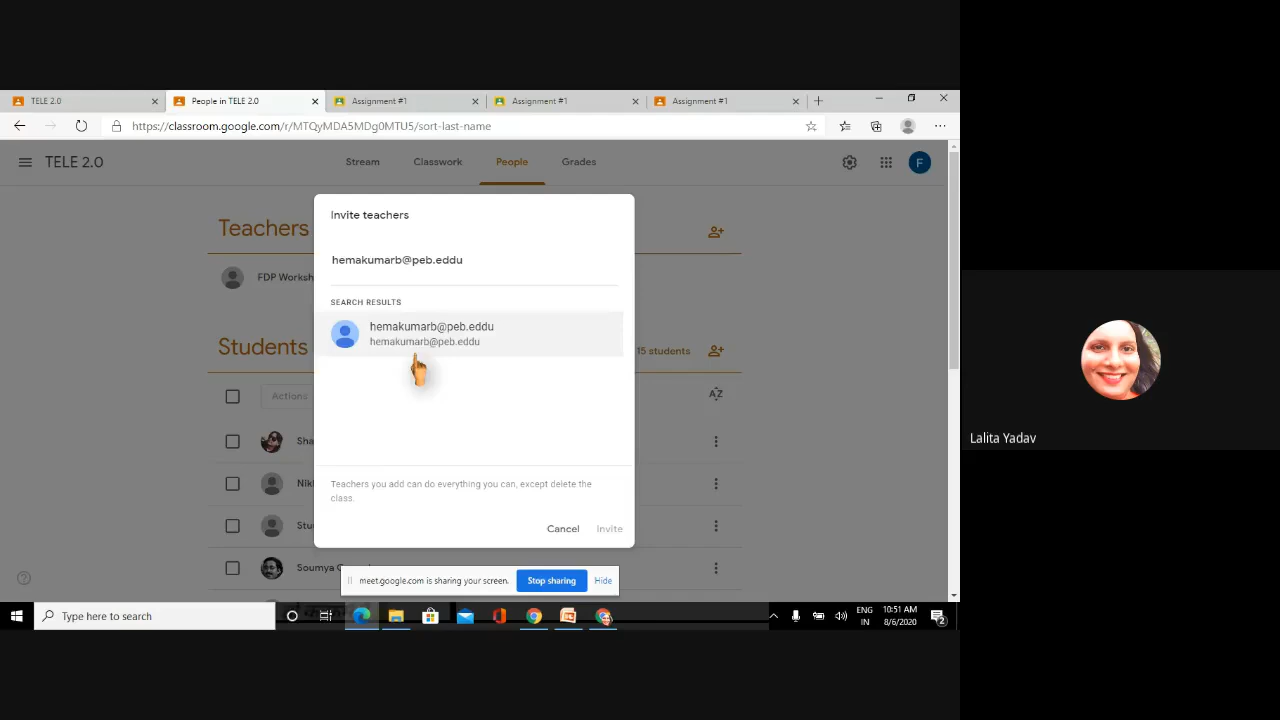 TELE 2.0
People in TELE 2.0
Assignment #1
Assignment #1
Assignment #1
https://classroom.google.com/r/MTQyMDA5MDg0MTU5/sort-last-name
TELE 2.0
Stream
Classwork
People
Grades
F
Invite teachers
Teachers
hemakumarb@peb.eddu
FDP Worksh
SEARCH RESULTS
hemakumarb@peb.eddu
hemakumarb@peb.eddu
Students
15 students
Actions
AZ
Sha
Nikl
Stu
Teachers you add can do everything you can, except delete the
class.
Cancel
Invite
Soumya G
meet.google.com is sharing your screen.
Stop sharing
Hide
Type here to search
ENG
IN
10:51 AM
8/6/2020
2
Lalita Yadav